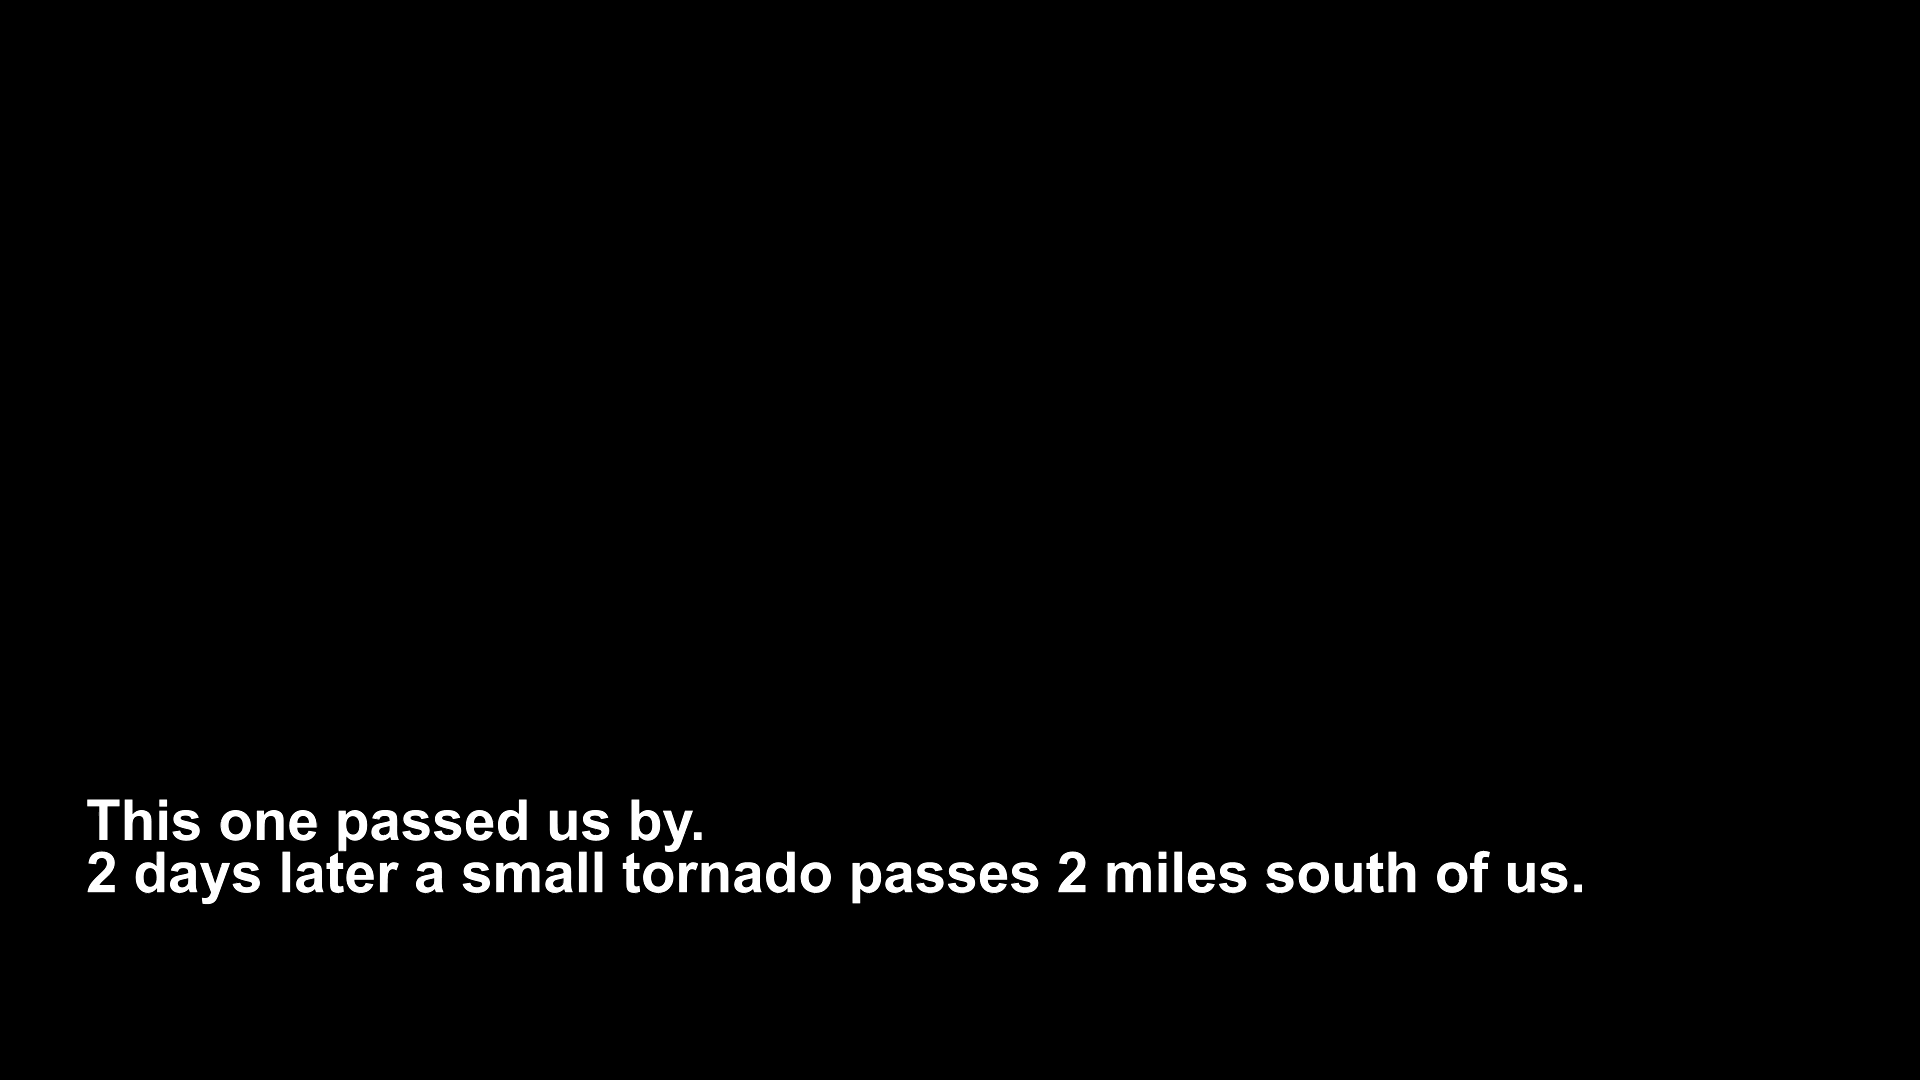 This one passed us by.
2 days later a small tornado passes 2 miles south of us.